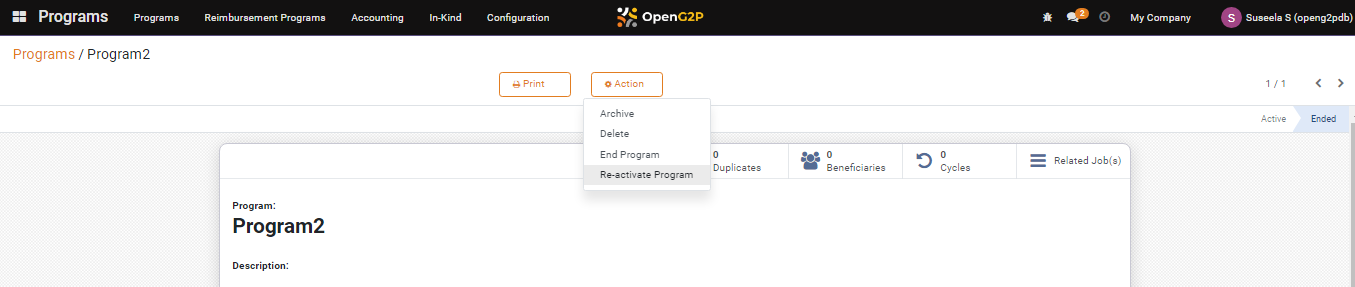 Programs Programs Reimbursement Programs Accounting In-Kind Configuration OpenG2P 2 My Company S Suseela S (openg2pdb)
Programs / Program2
Print Action 1 / 1
Active Ended
Archive
Delete
End Program
Re-activate Program
0 Duplicates
0 Beneficiaries
0 Cycles
Related Job(s)
Program:
Program2
Description: